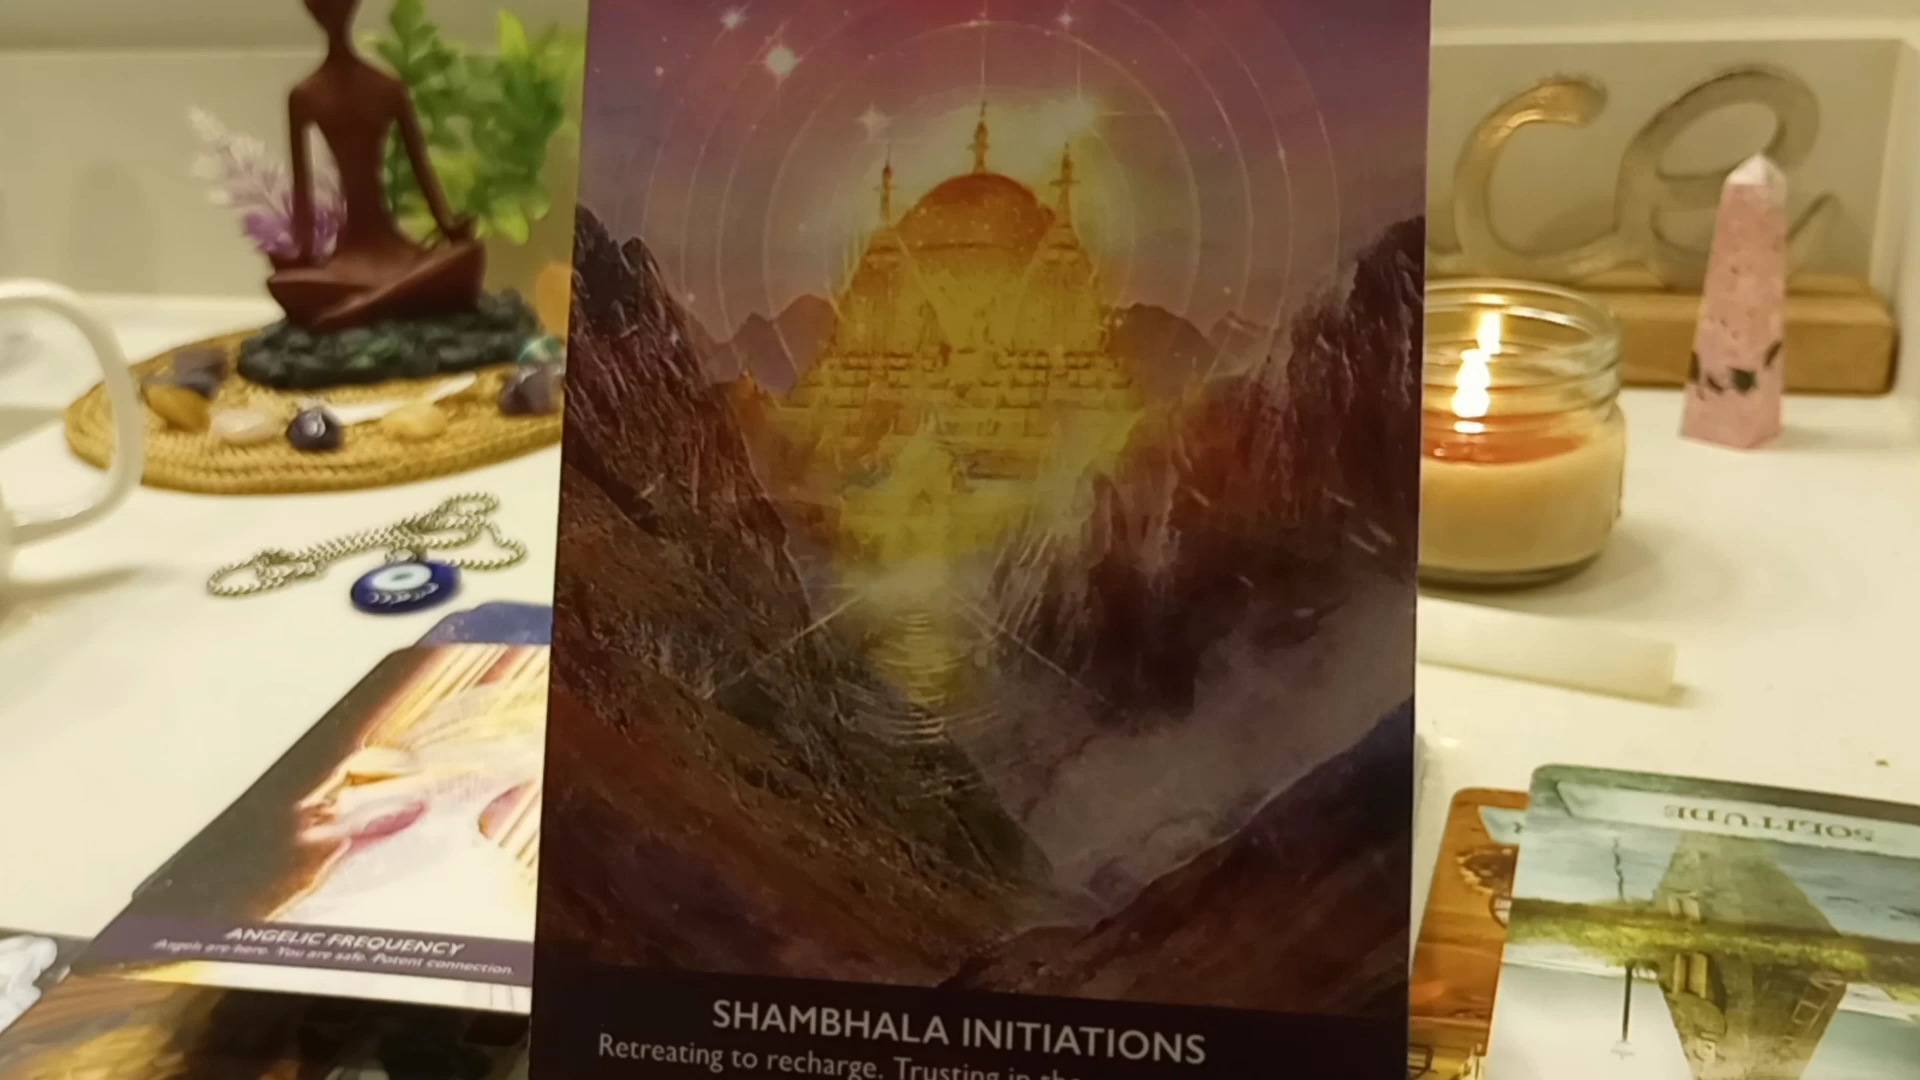 ce
SOLITUDE
ANGELIC FREQUENCY
Angels are here. You are safe. Potent connection.
SHAMBHALA INITIATIONS
Retreating to recharge. Trusting in the